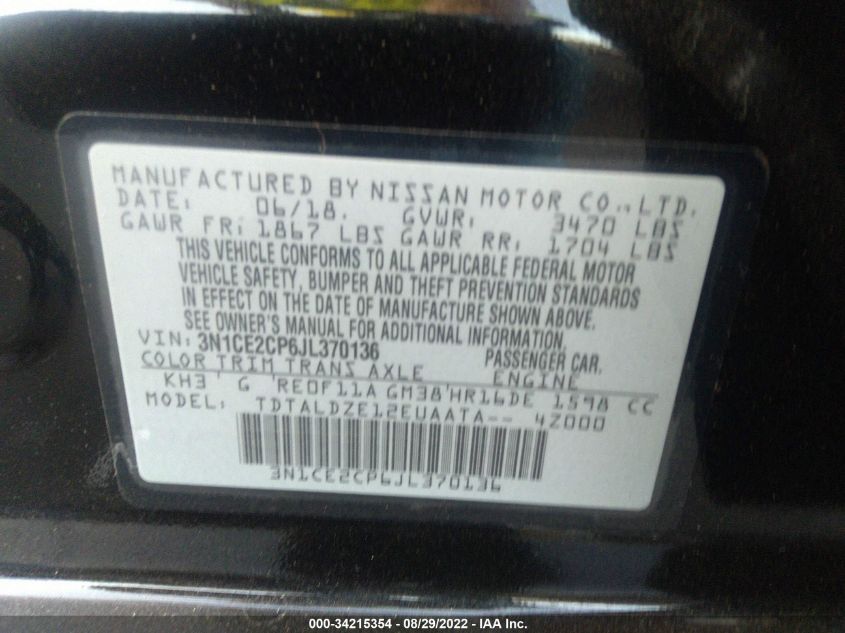 MANUFACTURED BY NISSAN MOTOR CO., LTD.
DATE: 06/18. GVWR: 3470 LBS
GAWR FR: 1867 LBS GAWR RR: 1704 LBS
THIS VEHICLE CONFORMS TO ALL APPLICABLE FEDERAL MOTOR
VEHICLE SAFETY, BUMPER AND THEFT PREVENTION STANDARDS
IN EFFECT ON THE DATE OF MANUFACTURE SHOWN ABOVE.
SEE OWNER'S MANUAL FOR ADDITIONAL INFORMATION.
VIN: 3N1CE2CP6JL370136 PASSENGER CAR.
COLOR TRIM TRANS AXLE ENGINE
KH3 G RE0F11A GM38 HR16DE 1598 CC
MODEL: TDTALDZE12EUAATA-- 4Z000
3N1CE2CP6JL370136
000-34215354 - 08/29/2022 - IAA Inc.